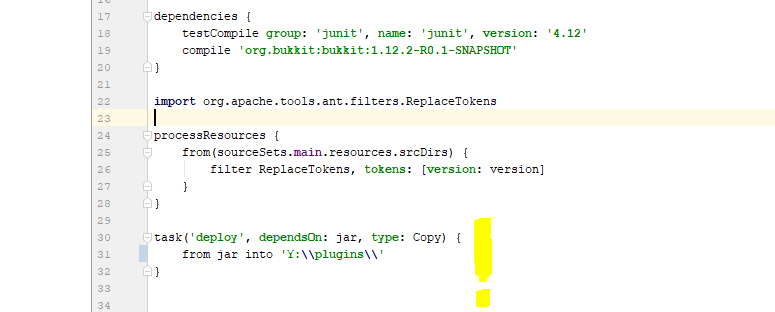 17 dependencies {
18 testCompile group: 'junit', name: 'junit', version: '4.12'
19 compile 'org.bukkit:bukkit:1.12.2-R0.1-SNAPSHOT'
20 }
21
22 import org.apache.tools.ant.filters.ReplaceTokens
23
24 processResources {
25 from(sourceSets.main.resources.srcDirs) {
26 filter ReplaceTokens, tokens: [version: version]
27 }
28 }
29
30 task('deploy', dependsOn: jar, type: Copy) {
31 from jar into 'Y:\\plugins\\'
32 }
33
34